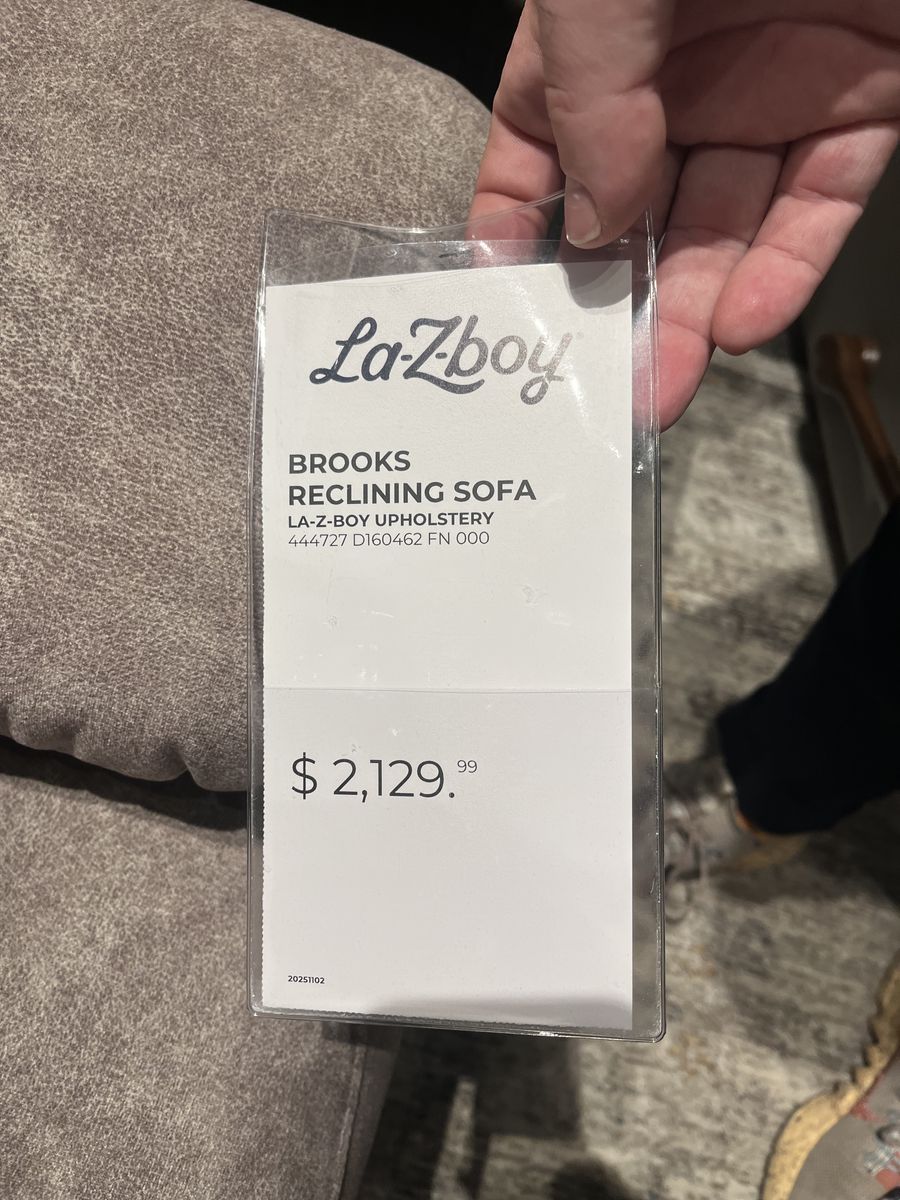 La-Z-boy
BROOKS
RECLINING SOFA
LA-Z-BOY UPHOLSTERY
444727 D160462 FN 000
$ 2,129.99
20251102